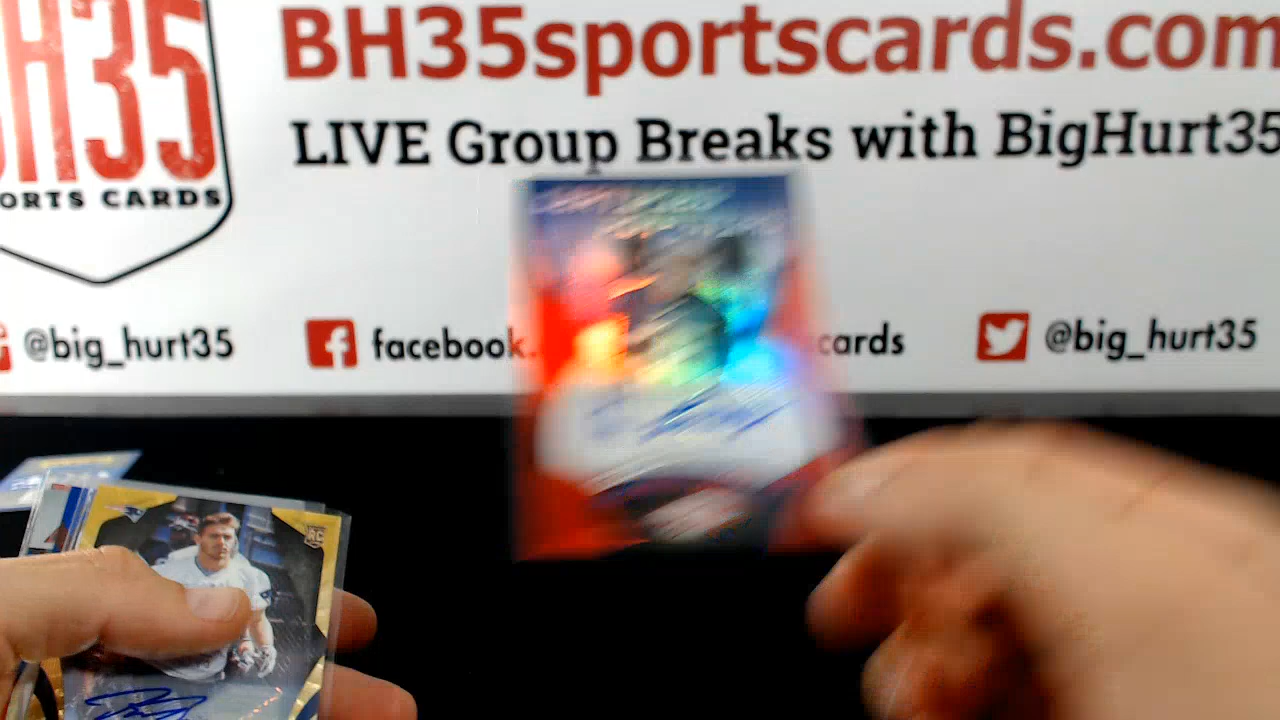 BH35sportscards.com
H35
ORTS CARDS
LIVE Group Breaks with BigHurt35
@big_hurt35
facebook.
cards
@big_hurt35
RC